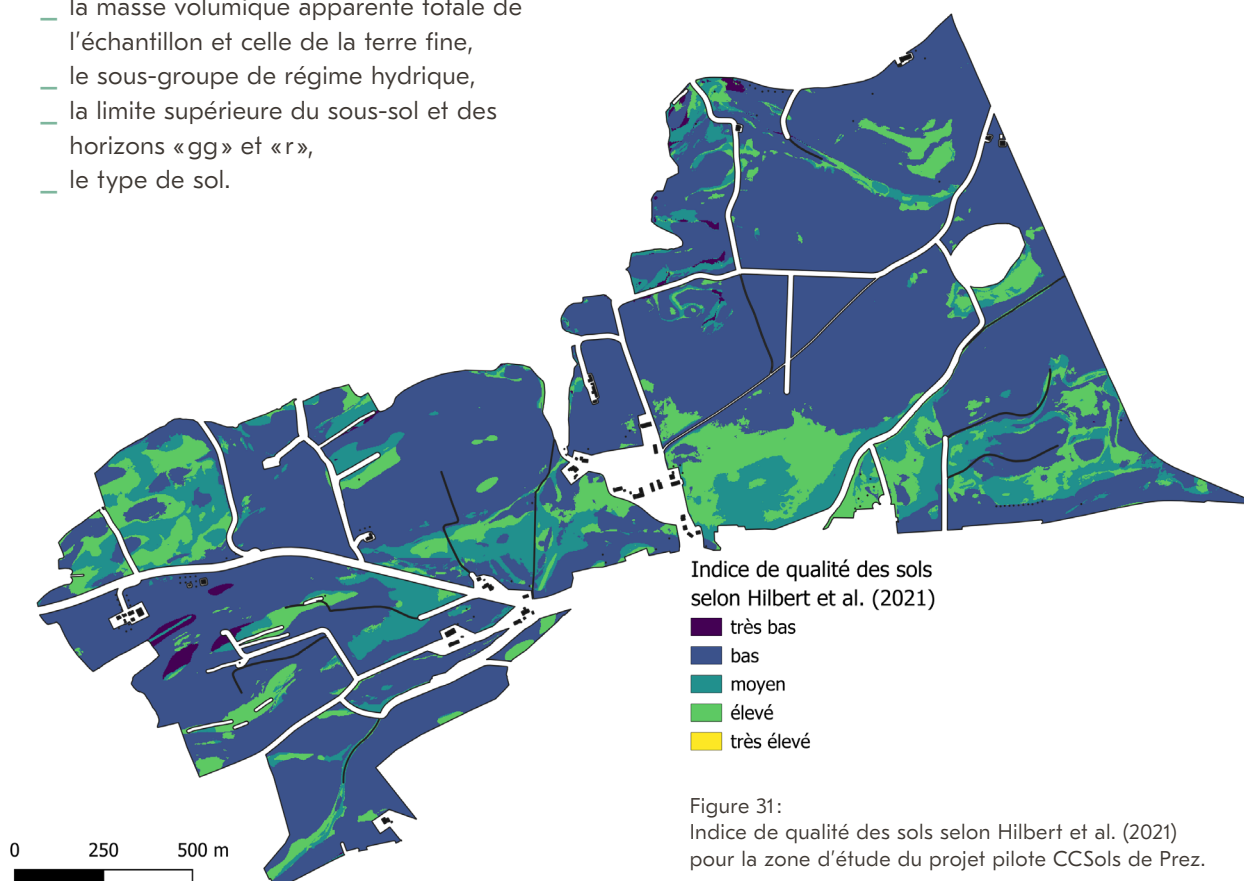 _ la masse volumique apparente totale de
l’échantillon et celle de la terre fine,
_ le sous-groupe de régime hydrique,
_ la limite supérieure du sous-sol et des
horizons «gg» et «r»,
_ le type de sol.
Indice de qualité des sols
selon Hilbert et al. (2021)
très bas
bas
moyen
élevé
très élevé
0 250 500 m
Figure 31:
Indice de qualité des sols selon Hilbert et al. (2021)
pour la zone d’étude du projet pilote CCSols de Prez.